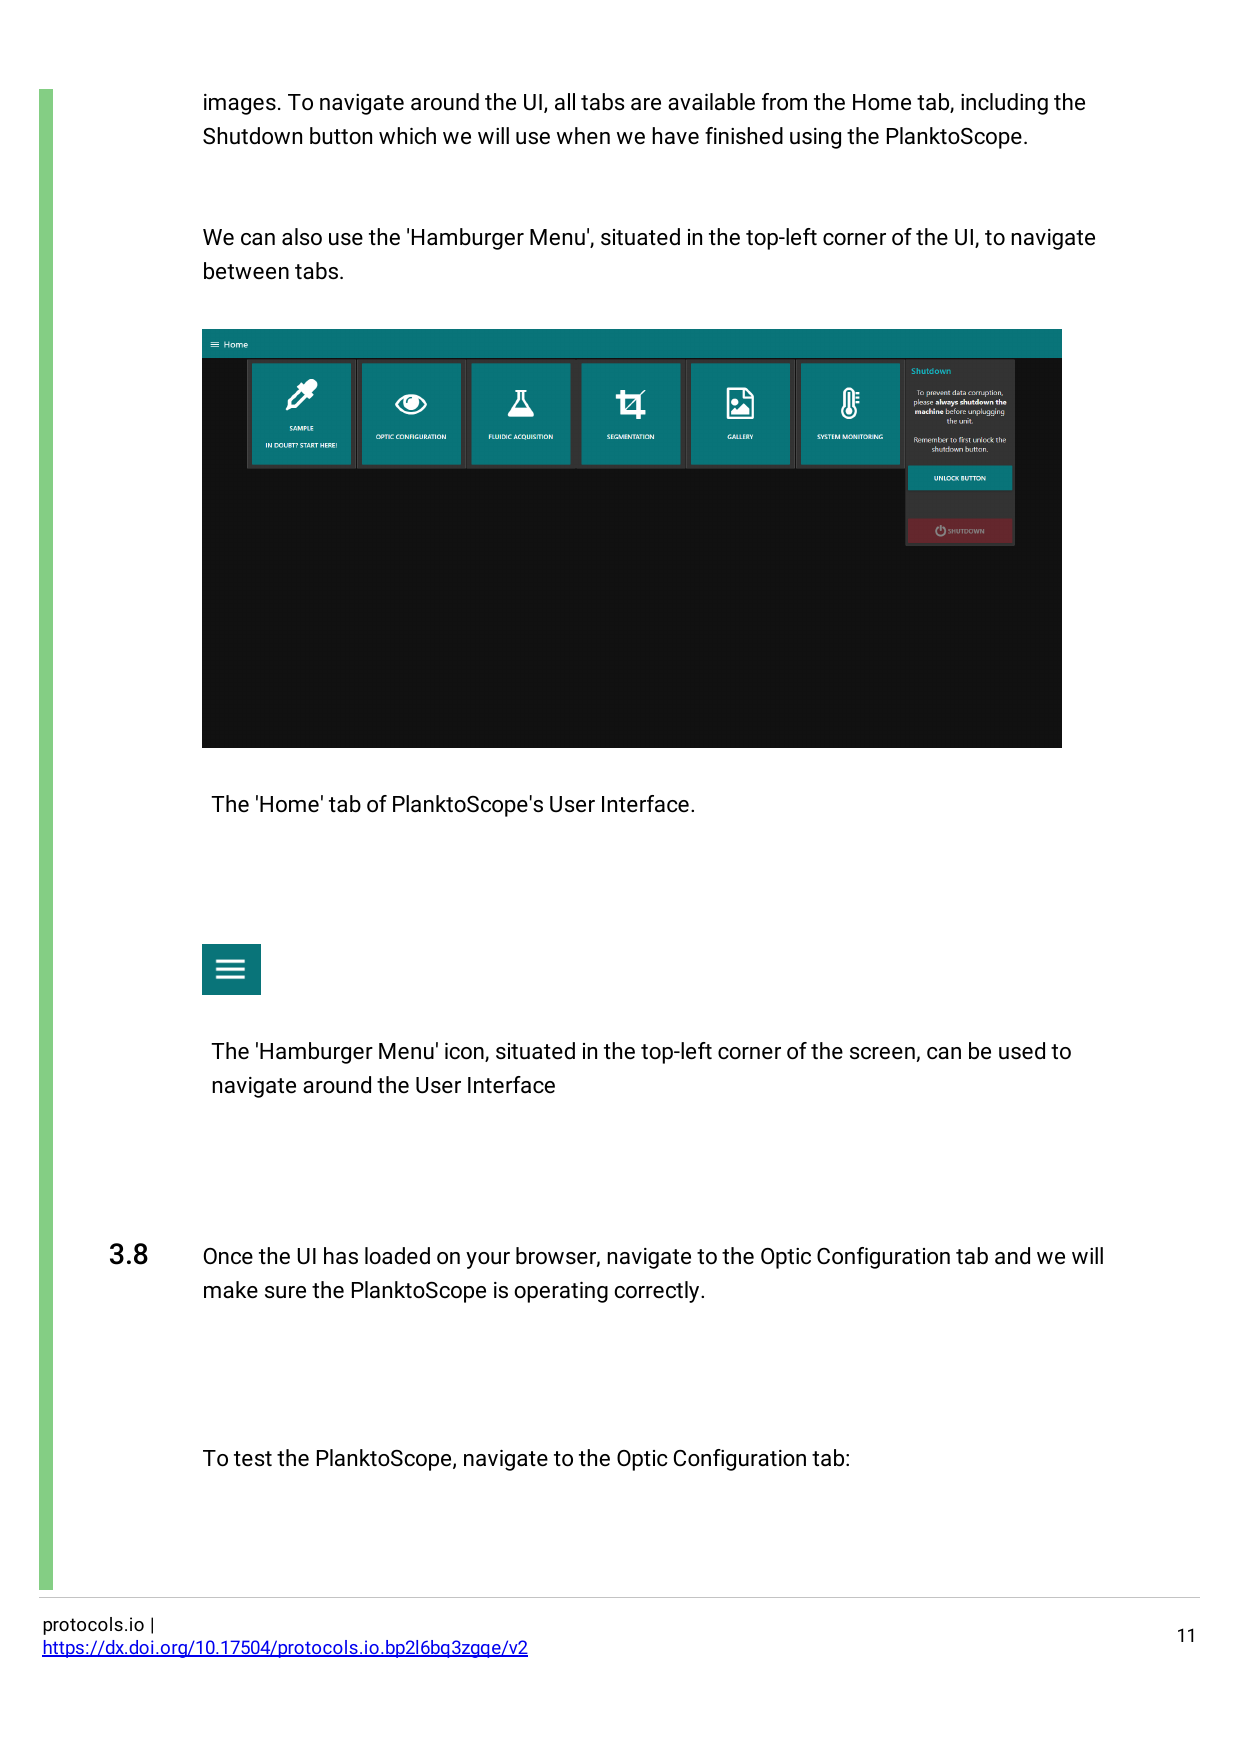 images. To navigate around the UI, all tabs are available from the Home tab, including the
Shutdown button which we will use when we have finished using the PlanktoScope.
We can also use the 'Hamburger Menu', situated in the top-left corner of the UI, to navigate
between tabs.
Home
SAMPLE
IN DOUBT? START HERE!
OPTIC CONFIGURATION
FLUIDIC ACQUISITION
SEGMENTATION
GALLERY
SYSTEM MONITORING
Shutdown
To prevent data corruption,
please always shutdown the
machine before unplugging
the unit.
Remember to first unlock the
shutdown button.
UNLOCK BUTTON
SHUTDOWN
The 'Home' tab of PlanktoScope's User Interface.
The 'Hamburger Menu' icon, situated in the top-left corner of the screen, can be used to
navigate around the User Interface
3.8 Once the UI has loaded on your browser, navigate to the Optic Configuration tab and we will
make sure the PlanktoScope is operating correctly.
To test the PlanktoScope, navigate to the Optic Configuration tab:
protocols.io |
https://dx.doi.org/10.17504/protocols.io.bp2l6bq3zgqe/v2
11